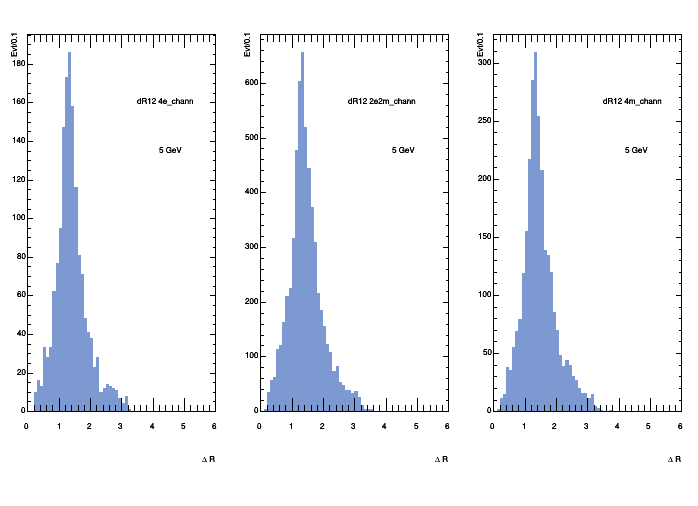 Evt/0.1
180
160
140
120
100
80
60
40
20
0
0 1 2 3 4 5 6
dR12 4e_chann
5 GeV
Δ R
Evt/0.1
600
500
400
300
200
100
0
0 1 2 3 4 5 6
dR12 2e2m_chann
5 GeV
Δ R
Evt/0.1
300
250
200
150
100
50
0
0 1 2 3 4 5 6
dR12 4m_chann
5 GeV
Δ R